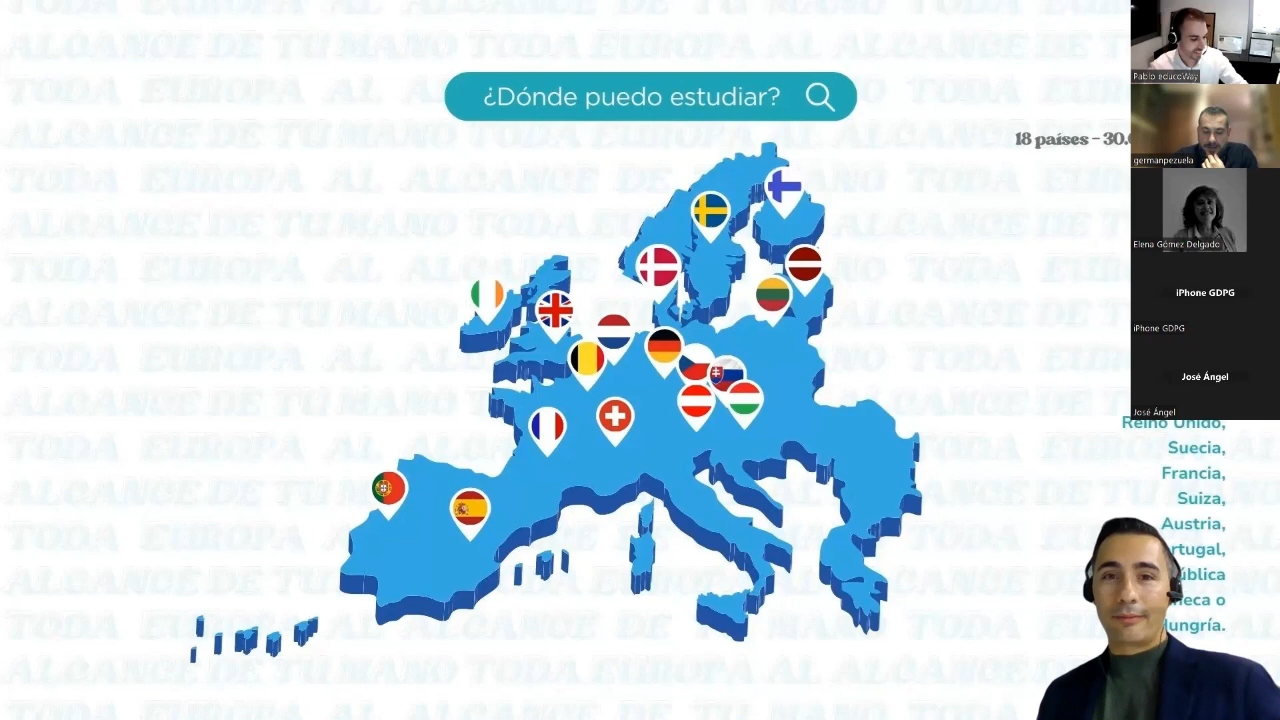 TODA EUROPA AL ALCANCE DE TU MANO
¿Dónde puedo estudiar?
18 países – 30.
Reino Unido,
Suecia,
Francia,
Suiza,
Austria,
rtugal,
ública
eca o
ungría.
Pablo educaWay
germanpezuela
Elena Gómez Delgado
iPhone GDPG
iPhone GDPG
José Ángel
José Ángel